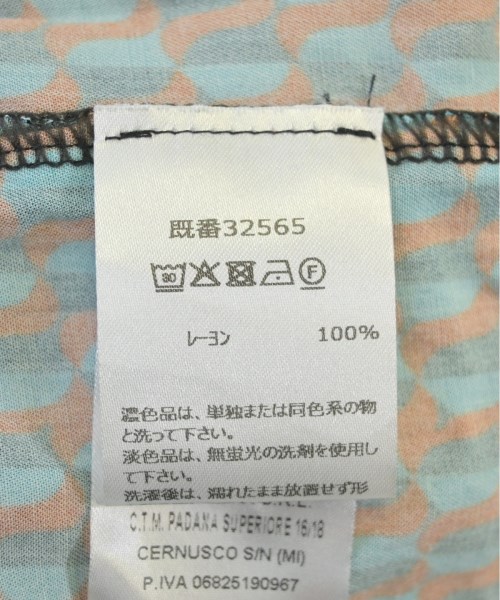 既番32565
30 F
レーヨン 100%
濃色品は、単独または同色系の物
と洗って下さい。
淡色品は、無蛍光の洗剤を使用し
て下さい。
洗濯後は、濡れたまま放置せず形
C.T.M. PADANA SUPERIORE 16/18
CERNUSCO S/N (MI)
P.IVA 06825190967